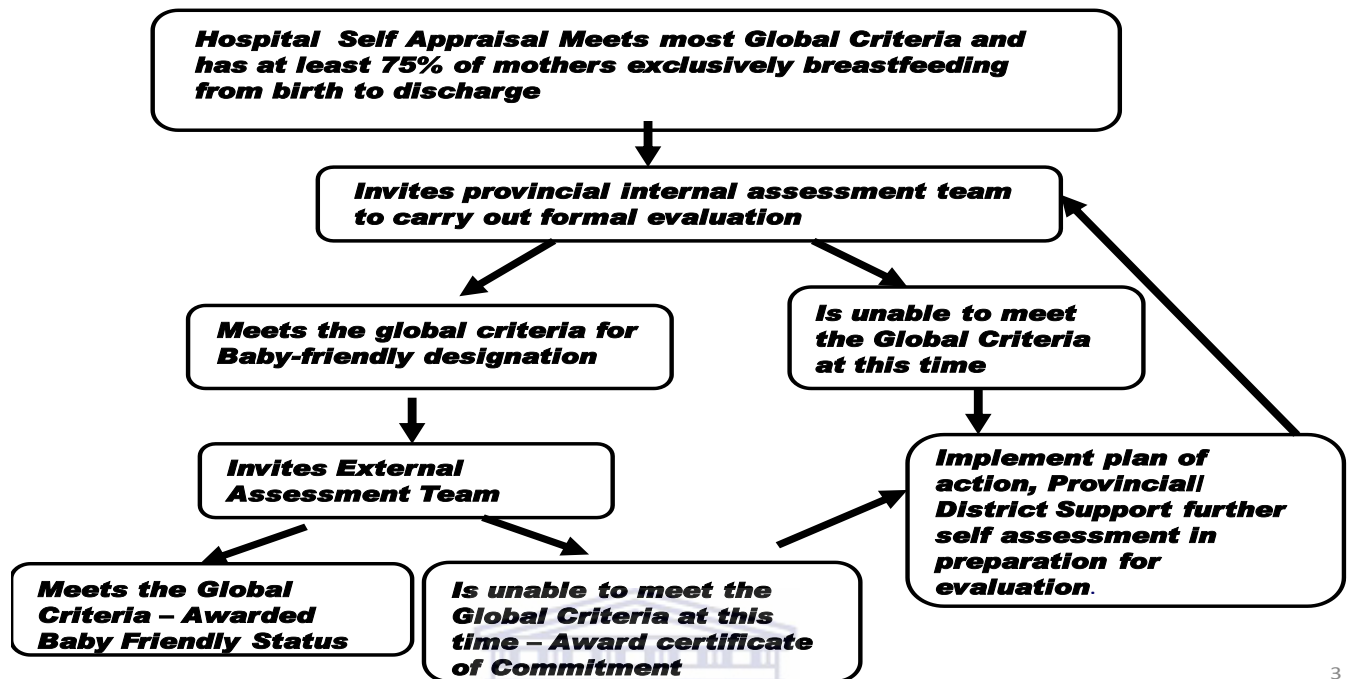 Hospital Self Appraisal Meets most Global Criteria and
has at least 75% of mothers exclusively breastfeeding
from birth to discharge
Invites provincial internal assessment team
to carry out formal evaluation
Meets the global criteria for
Baby-friendly designation
Is unable to meet
the Global Criteria
at this time
Invites External
Assessment Team
Implement plan of
action, Provincial/
District Support further
self assessment in
preparation for
evaluation.
Meets the Global
Criteria – Awarded
Baby Friendly Status
Is unable to meet the
Global Criteria at this
time – Award certificate
of Commitment
3